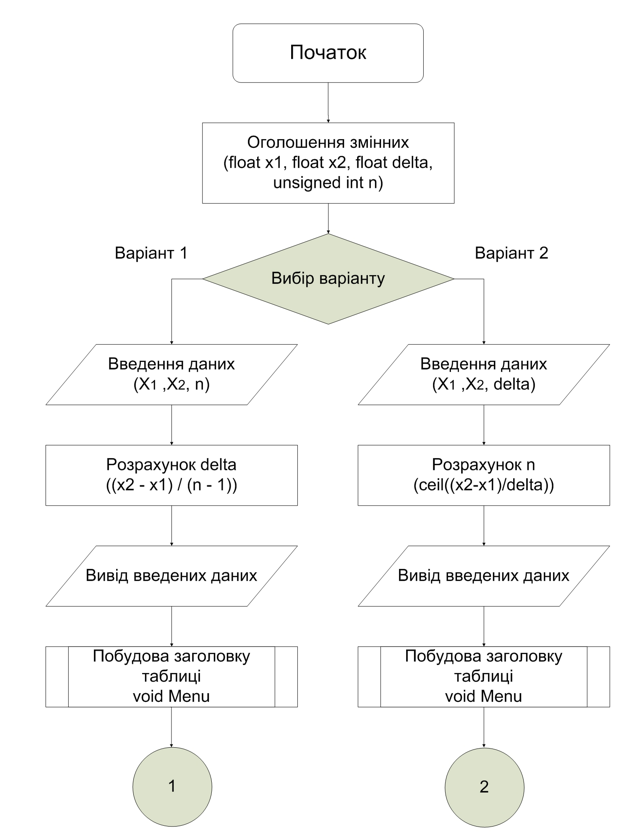 Початок
Оголошення змінних
(float x1, float x2, float delta,
unsigned int n)
Варіант 1
Варіант 2
Вибір варіанту
Введення даних
(X1 ,X2, n)
Введення даних
(X1 ,X2, delta)
Розрахунок delta
((x2 - x1) / (n - 1))
Розрахунок n
(ceil((x2-x1)/delta))
Вивід введених даних
Вивід введених даних
Побудова заголовку
таблиці
void Menu
Побудова заголовку
таблиці
void Menu
1
2